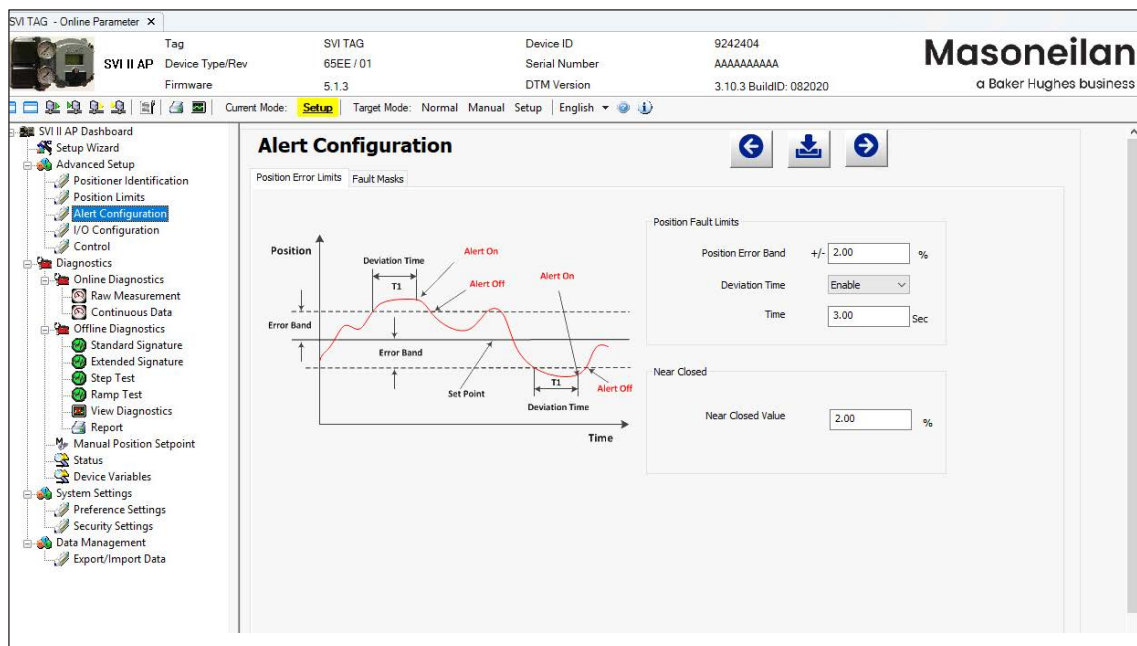 SVI TAG - Online Parameter ×
Tag SVI TAG Device ID 9242404
SVI II AP Device Type/Rev 65EE / 01 Serial Number AAAAAAAAAA
Firmware 5.1.3 DTM Version 3.10.3 BuildID: 082020
Masoneilan
a Baker Hughes business
Current Mode: Setup Target Mode: Normal Manual Setup English
SVI II AP Dashboard
Setup Wizard
Advanced Setup
Positioner Identification
Position Limits
Alert Configuration
I/O Configuration
Control
Diagnostics
Online Diagnostics
Raw Measurement
Continuous Data
Offline Diagnostics
Standard Signature
Extended Signature
Step Test
Ramp Test
View Diagnostics
Report
Manual Position Setpoint
Status
Device Variables
System Settings
Preference Settings
Security Settings
Data Management
Export/Import Data
Alert Configuration
Position Error Limits Fault Masks
Position
Deviation Time
T1
Alert On
Alert Off
Alert On
Error Band
Error Band
Set Point
T1
Alert Off
Deviation Time
Time
Position Fault Limits
Position Error Band +/- 2.00 %
Deviation Time Enable
Time 3.00 Sec
Near Closed
Near Closed Value 2.00 %